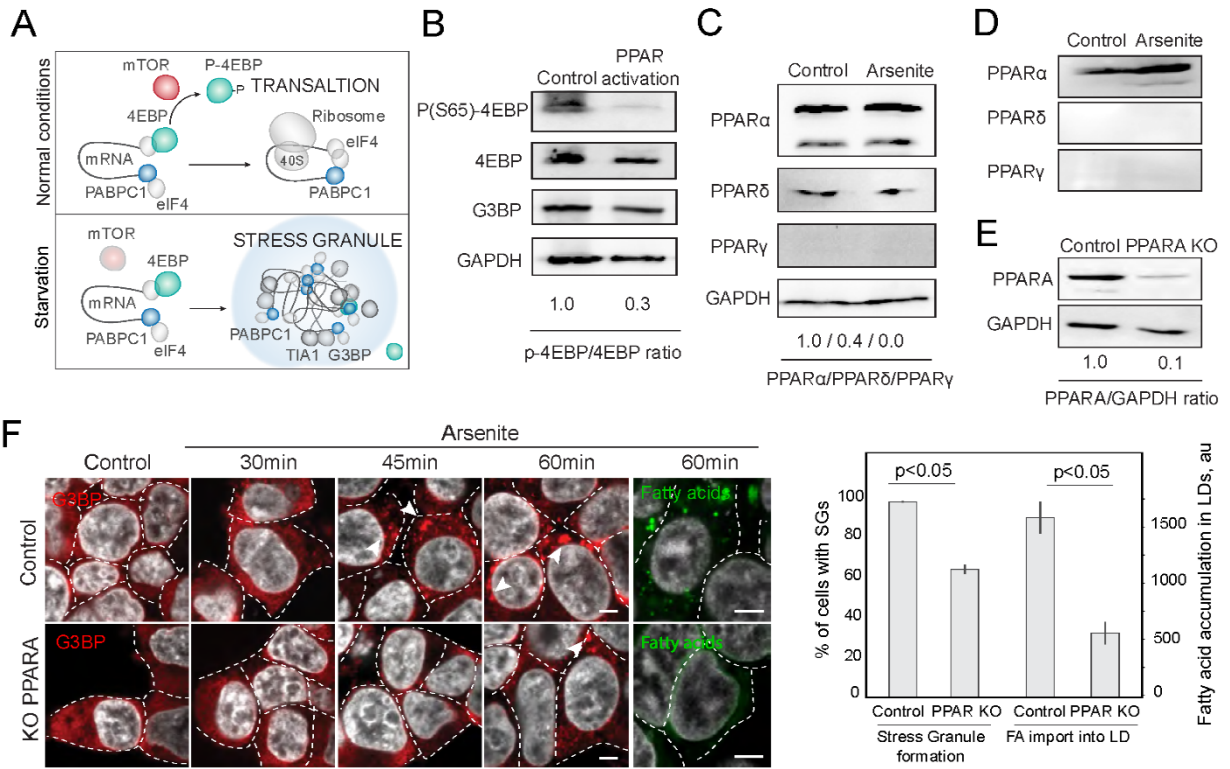 A
Normal conditions
mTOR
P-4EBP
P
TRANSALTION
4EBP
Ribosome
eIF4
mRNA
40S
PABPC1
eIF4
PABPC1
Starvation
mTOR
STRESS GRANULE
4EBP
mRNA
PABPC1
eIF4
PABPC1
TIA1 G3BP
B
PPAR
Control activation
P(S65)-4EBP
4EBP
G3BP
GAPDH
1.0 0.3
p-4EBP/4EBP ratio
C
Control Arsenite
PPARα
PPARδ
PPARγ
GAPDH
1.0 / 0.4 / 0.0
PPARα/PPARδ/PPARγ
D
Control Arsenite
PPARα
PPARδ
PPARγ
E
Control PPARA KO
PPARA
GAPDH
1.0 0.1
PPARA/GAPDH ratio
F
Arsenite
Control 30min 45min 60min 60min
Control
G3BP
Fatty acids
KO PPARA
G3BP
Fatty acids
% of cells with SGs
100
80
60
40
20
0
p<0.05
p<0.05
1500
1000
500
0
Fatty acid accumulation in LDs, au
Control PPAR KO
Control PPAR KO
Stress Granule
formation
FA import into LD